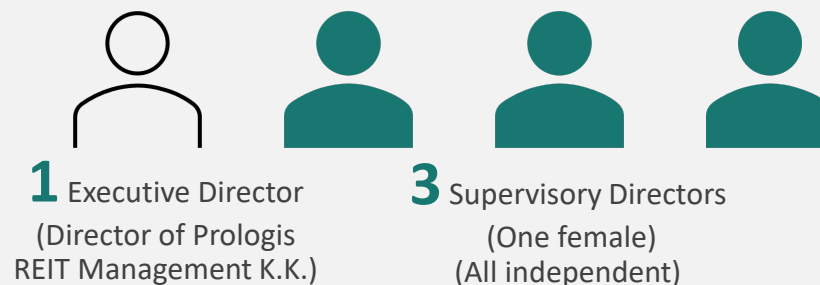 1 Executive Director
(Director of Prologis
REIT Management K.K.)
3 Supervisory Directors
(One female)
(All independent)